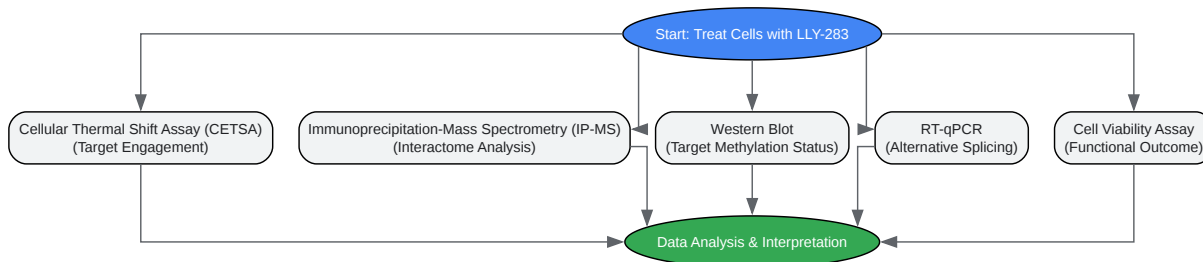 Start: Treat Cells with LLY-283
Cellular Thermal Shift Assay (CETSA)
(Target Engagement)
Immunoprecipitation-Mass Spectrometry (IP-MS)
(Interactome Analysis)
Western Blot
(Target Methylation Status)
RT-qPCR
(Alternative Splicing)
Cell Viability Assay
(Functional Outcome)
Data Analysis & Interpretation